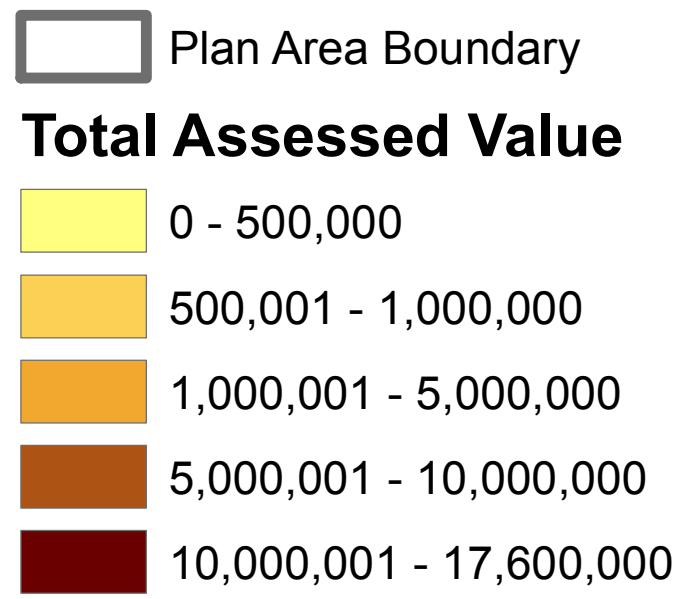 Plan Area Boundary
Total Assessed Value
0 - 500,000
500,001 - 1,000,000
1,000,001 - 5,000,000
5,000,001 - 10,000,000
10,000,001 - 17,600,000